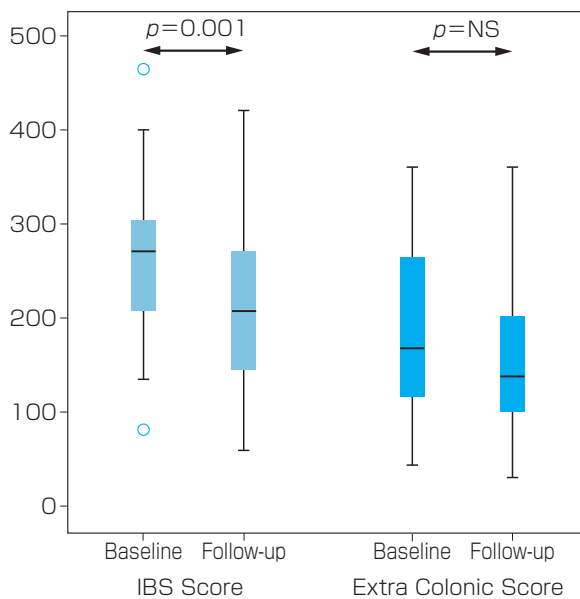 p=0.001
p=NS
500
400
300
200
100
0
Baseline Follow-up Baseline Follow-up
IBS Score Extra Colonic Score